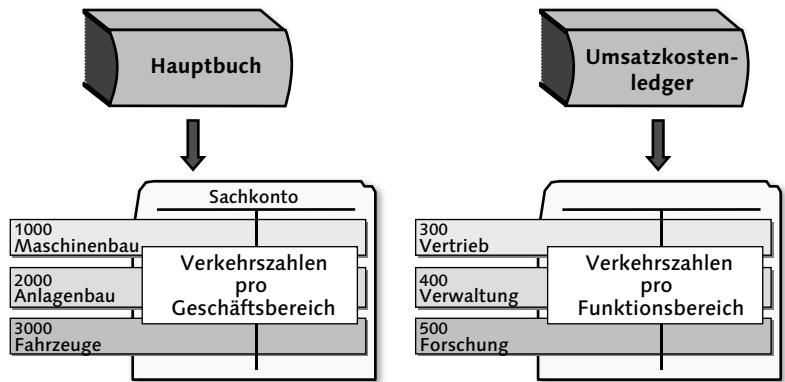 Hauptbuch
Sachkonto
1000
Maschinenbau
2000
Anlagenbau
3000
Fahrzeuge
Verkehrszahlen
pro
Geschäftsbereich
Umsatzkosten-
ledger
300
Vertrieb
400
Verwaltung
500
Forschung
Verkehrszahlen
pro
Funktionsbereich